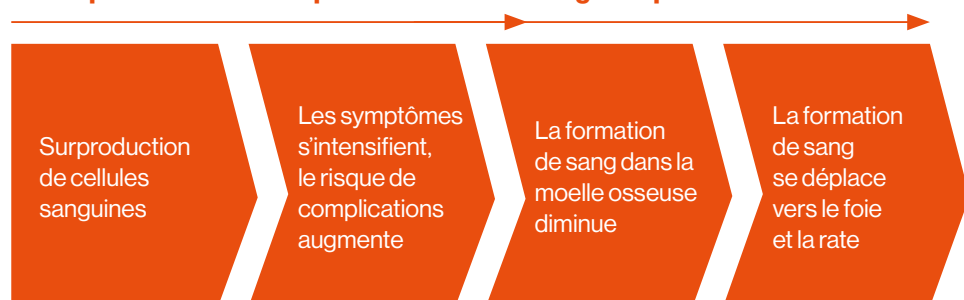 Surproduction
de cellules
sanguines
Les symptômes
s'intensifient,
le risque de
complications
augmente
La formation
de sang dans la
moelle osseuse
diminue
La formation
de sang
se déplace
vers le foie
et la rate